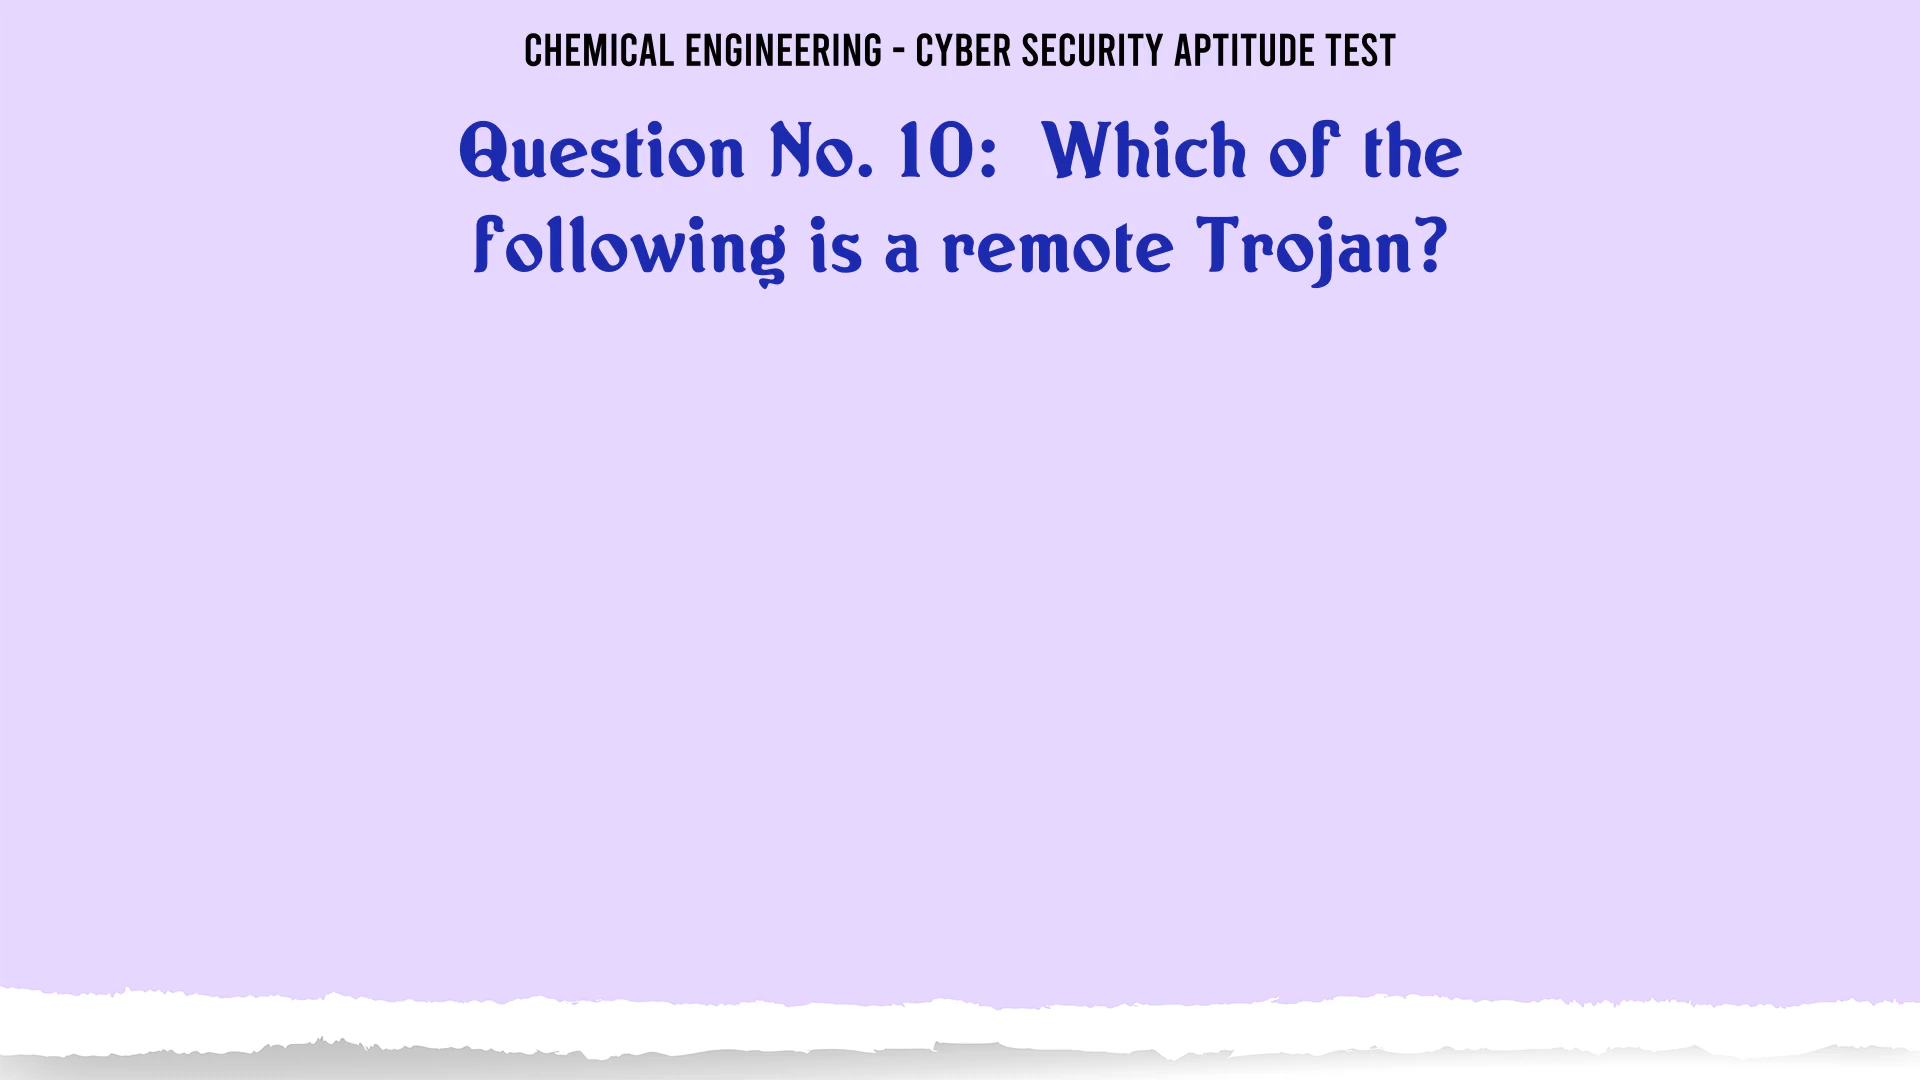 CHEMICAL ENGINEERING - CYBER SECURITY APTITUDE TEST
Question No. 10: Which of the
following is a remote Trojan?